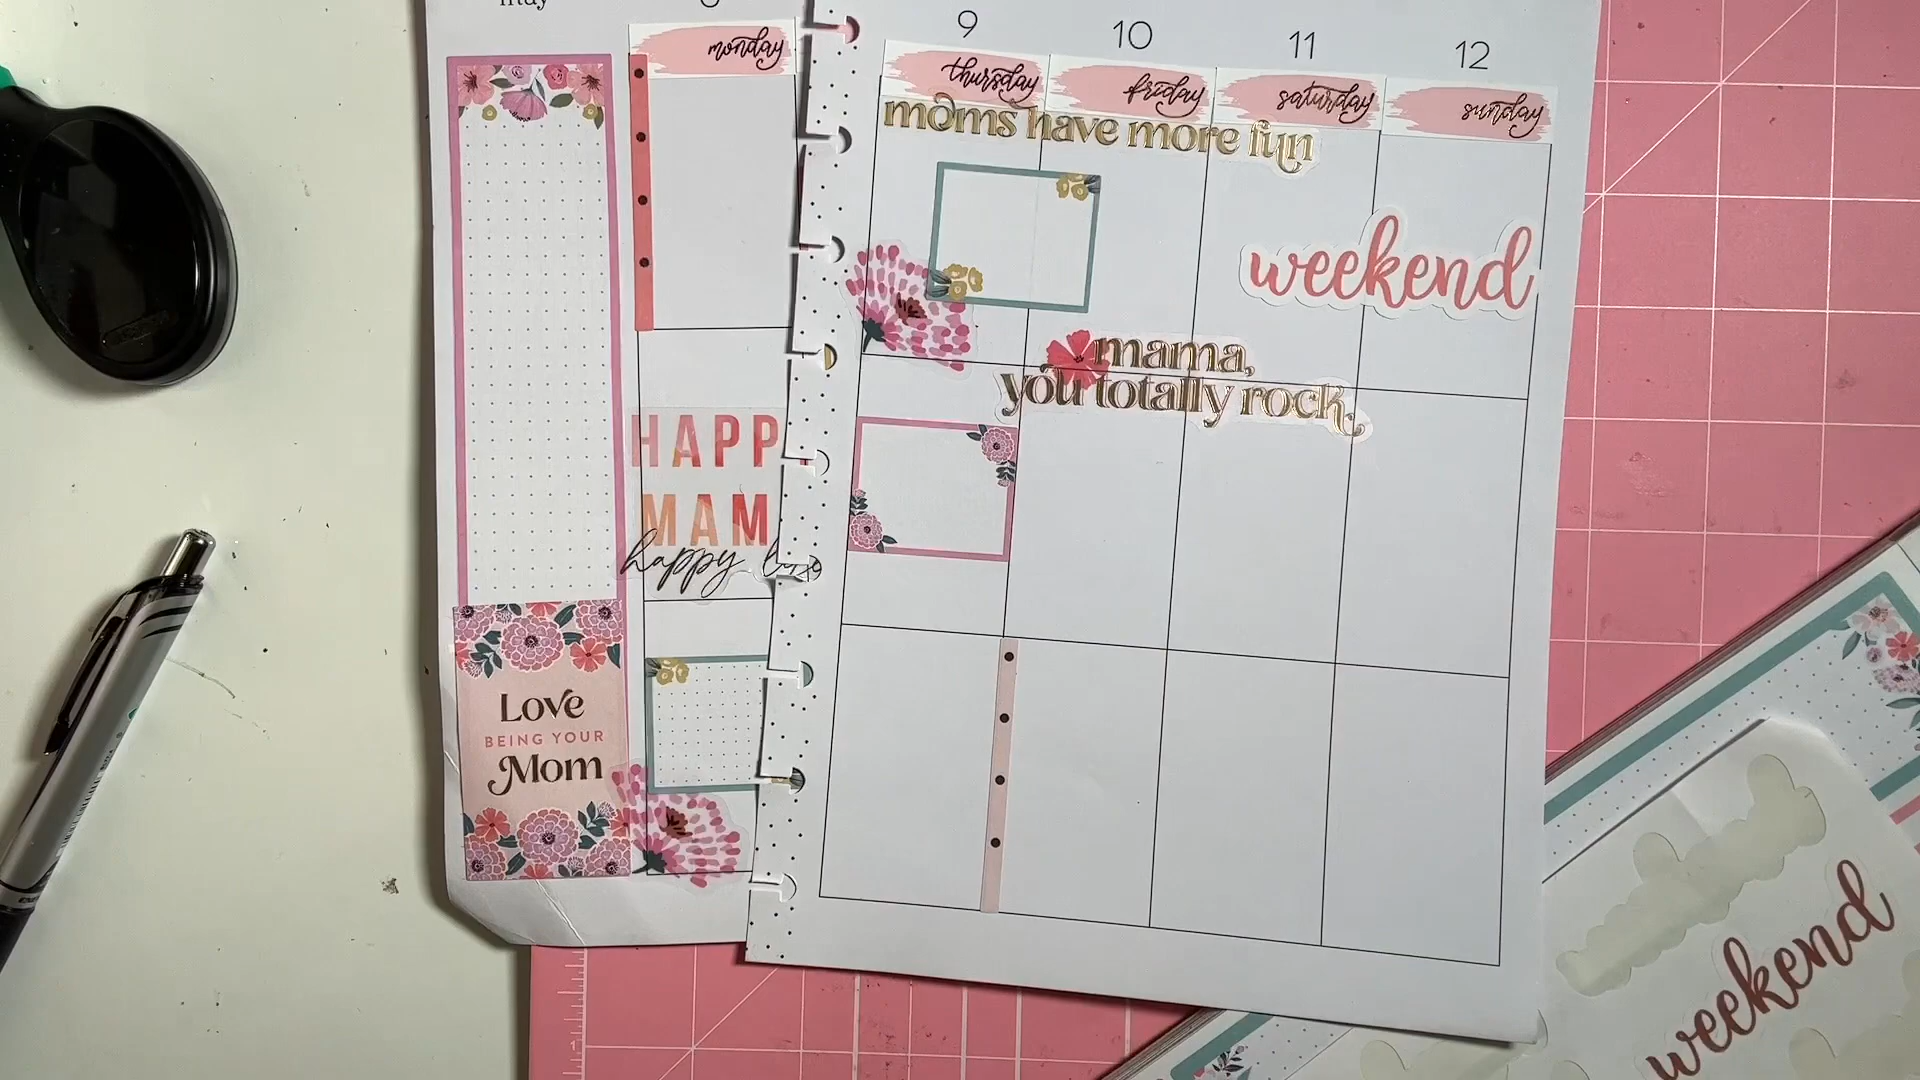 may
monday
HAPP
MAM
happy
Love
BEING YOUR
Mom
9 10 11 12
thursday friday saturday sunday
moms have more fun
weekend
mama,
you totally rock
weekend